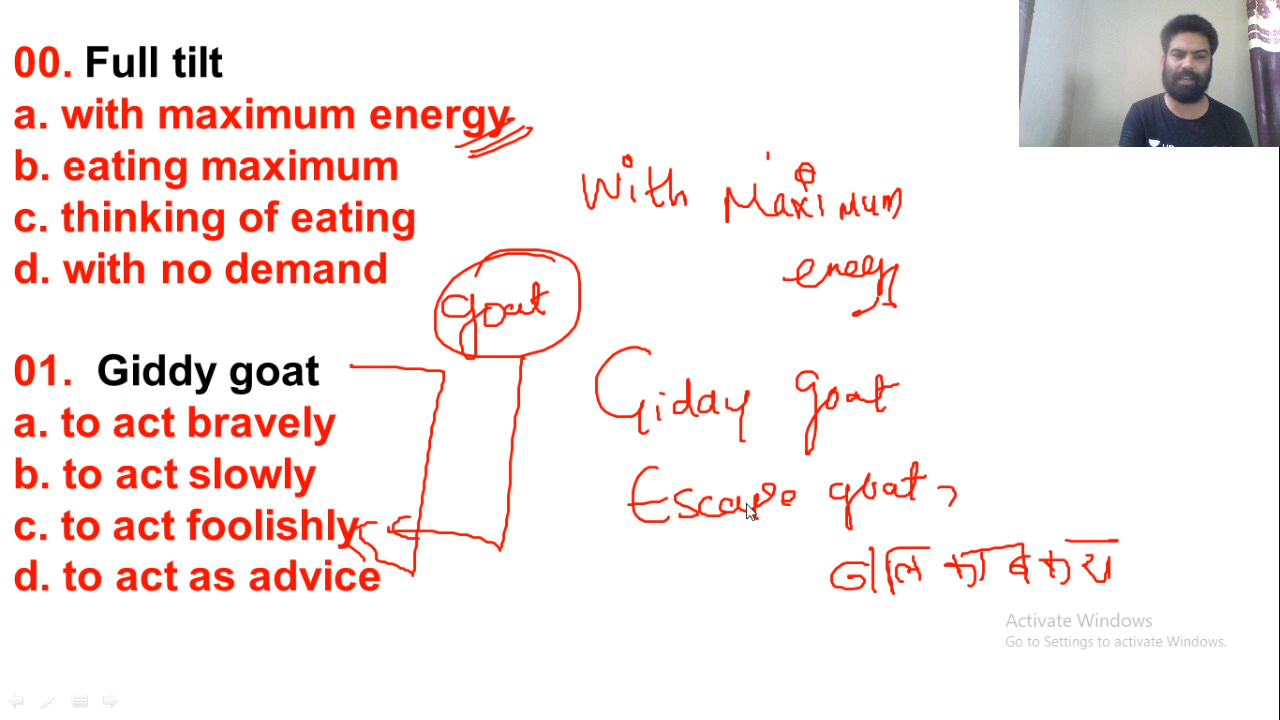 00. Full tilt
a. with maximum energy
b. eating maximum
c. thinking of eating
d. with no demand
With Maximum
energy
goat
01. Giddy goat
a. to act bravely
b. to act slowly
c. to act foolishly
d. to act as advice
Giddy goat
Escape goat,
बकरा
Activate Windows
Go to Settings to activate Windows.